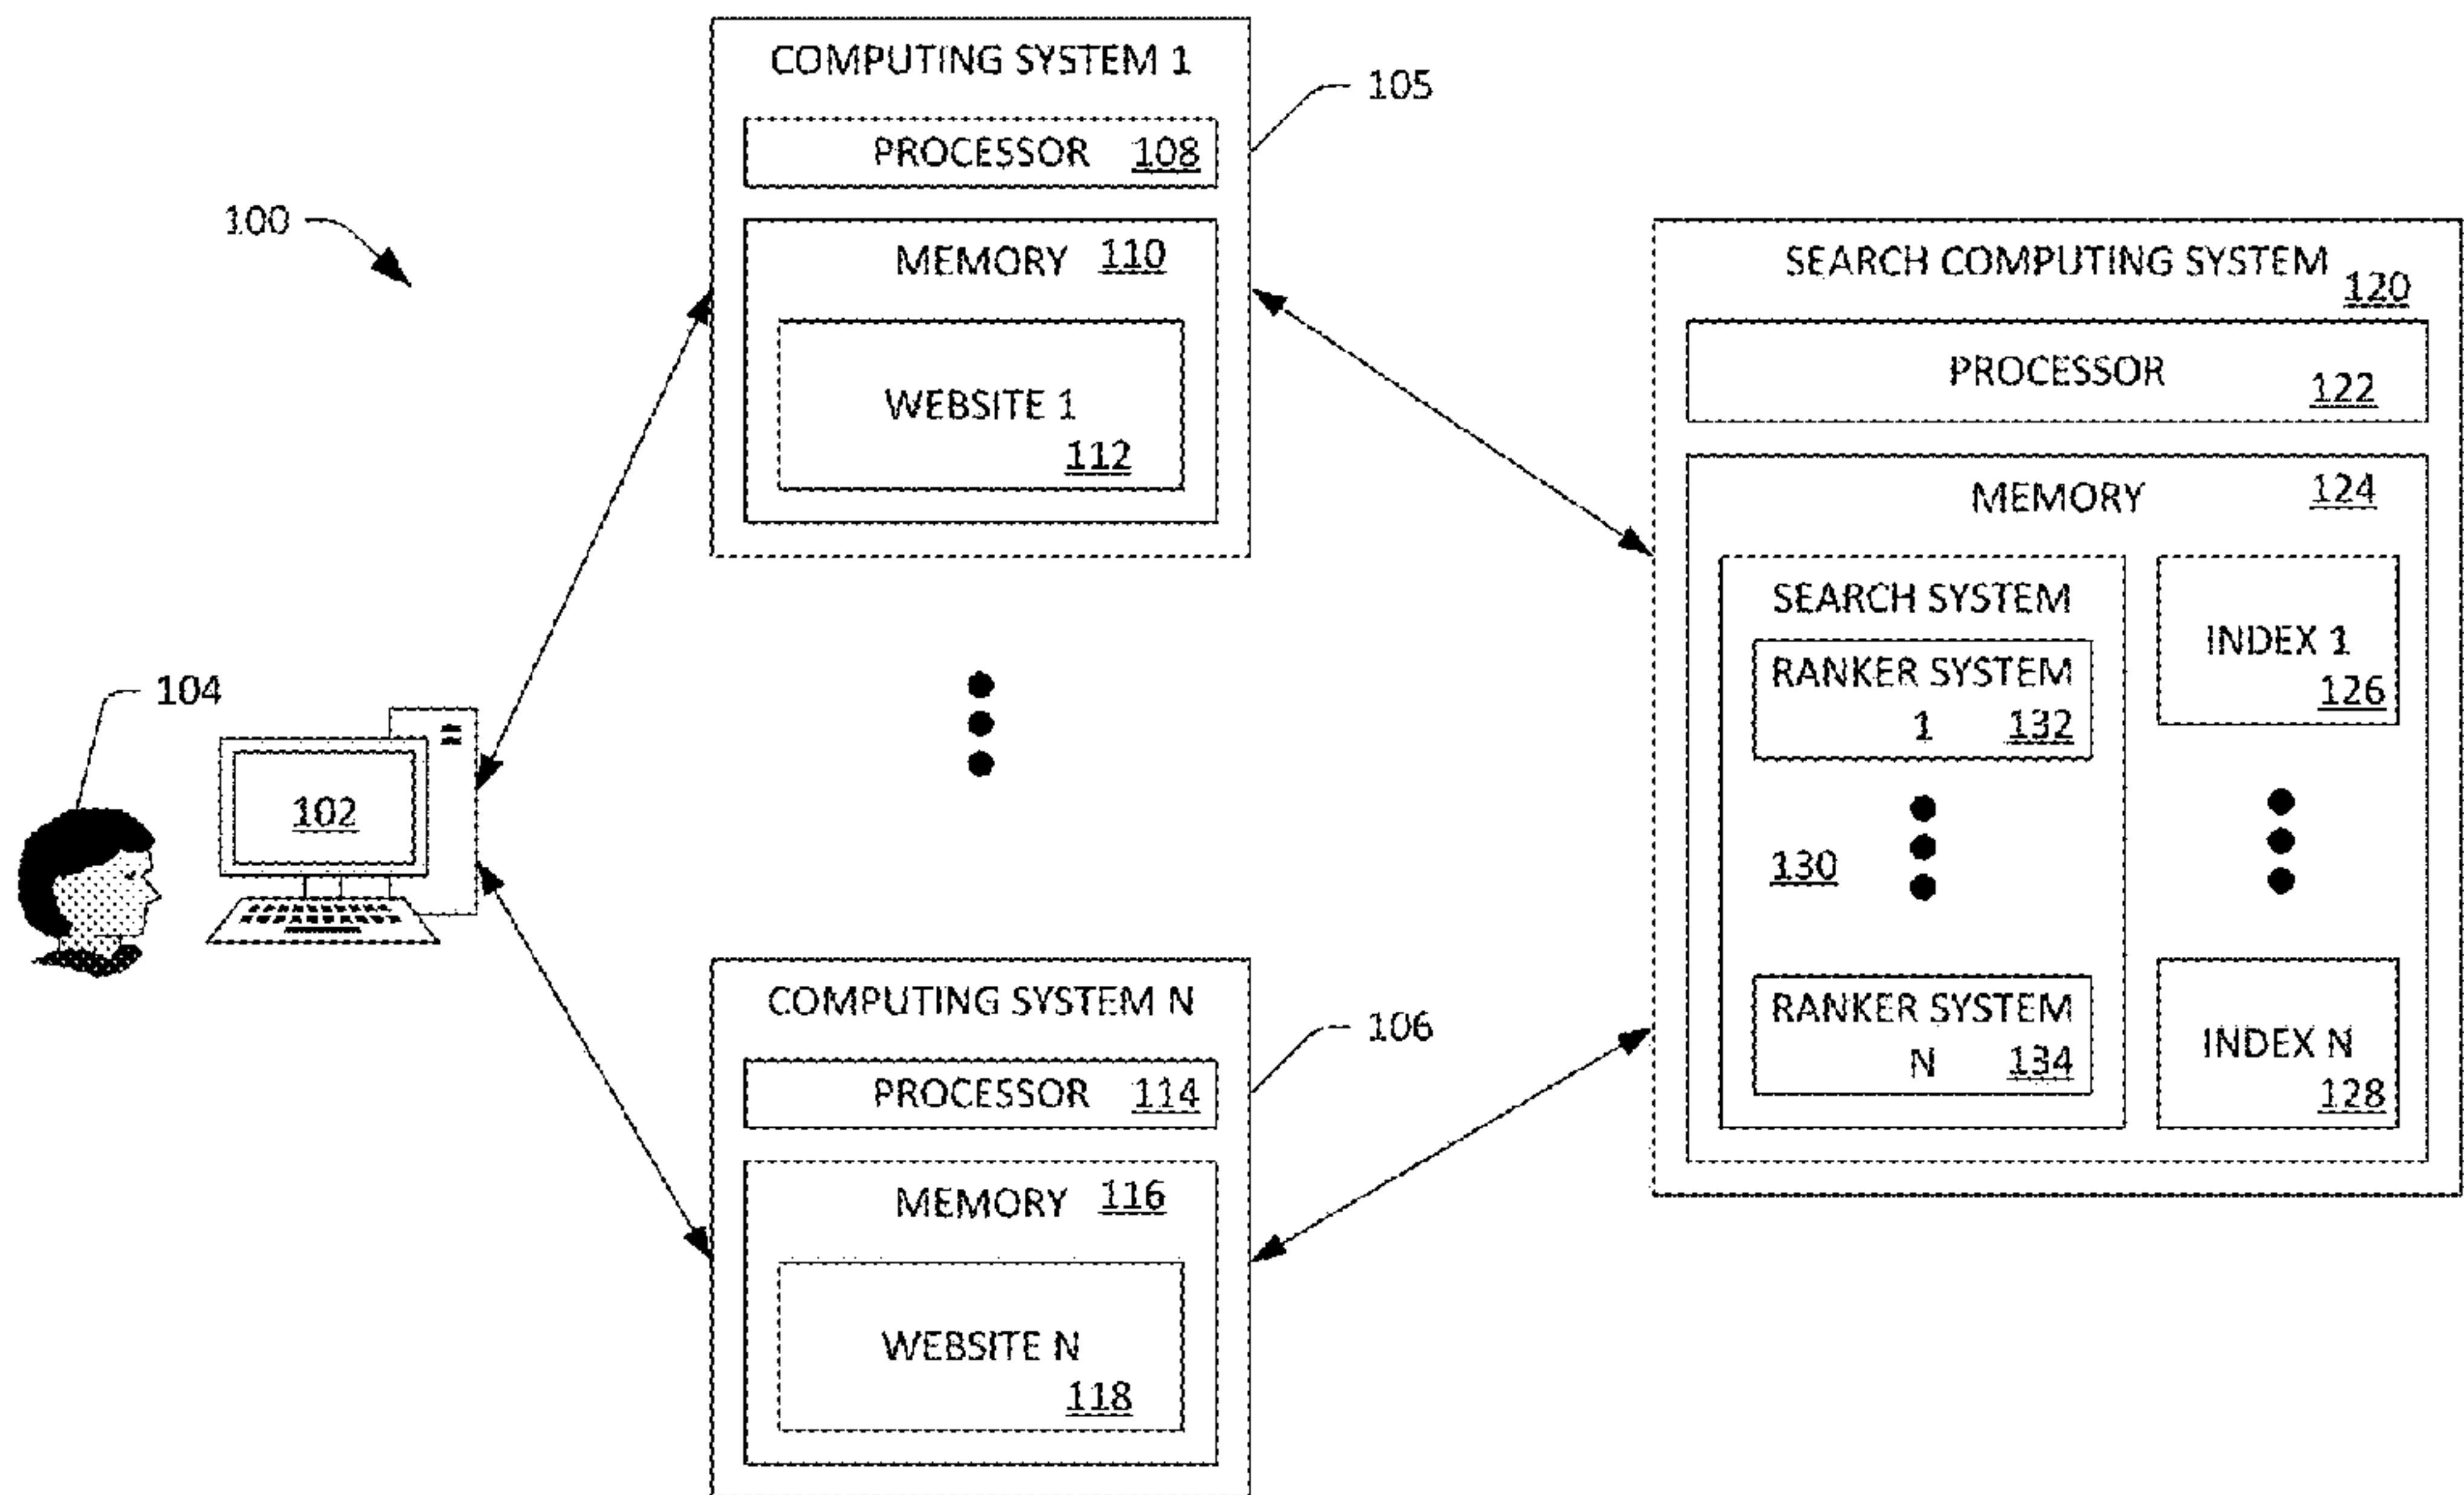 COMPUTING SYSTEM 1
105
PROCESSOR 108
100
MEMORY 110
WEBSITE 1
112
SEARCH COMPUTING SYSTEM
120
PROCESSOR
122
MEMORY 124
SEARCH SYSTEM
RANKER SYSTEM
1 132
INDEX 1
126
130
RANKER SYSTEM
N 134
INDEX N
128
104
102
COMPUTING SYSTEM N
106
PROCESSOR 114
MEMORY 116
WEBSITE N
118